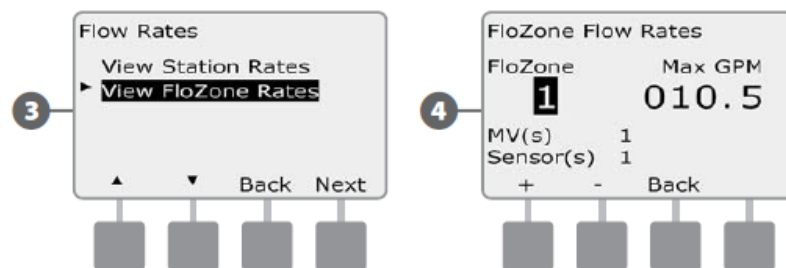 3
Flow Rates
View Station Rates
► View FloZone Rates
▲ ▼ Back Next
4
FloZone Flow Rates
FloZone Max GPM
1 010.5
MV(s) 1
Sensor(s) 1
+ - Back